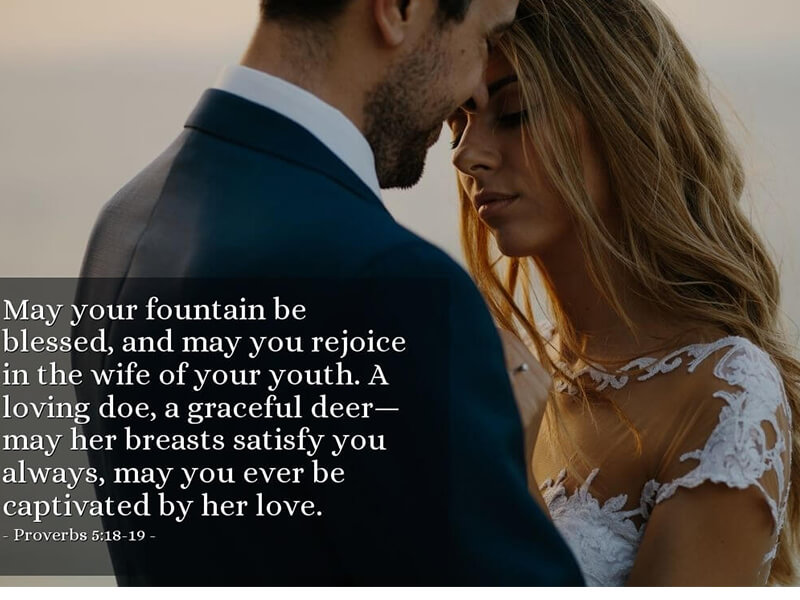 May your fountain be
blessed, and may you rejoice
in the wife of your youth. A
loving doe, a graceful deer—
may her breasts satisfy you
always, may you ever be
captivated by her love.
- Proverbs 5:18-19 -